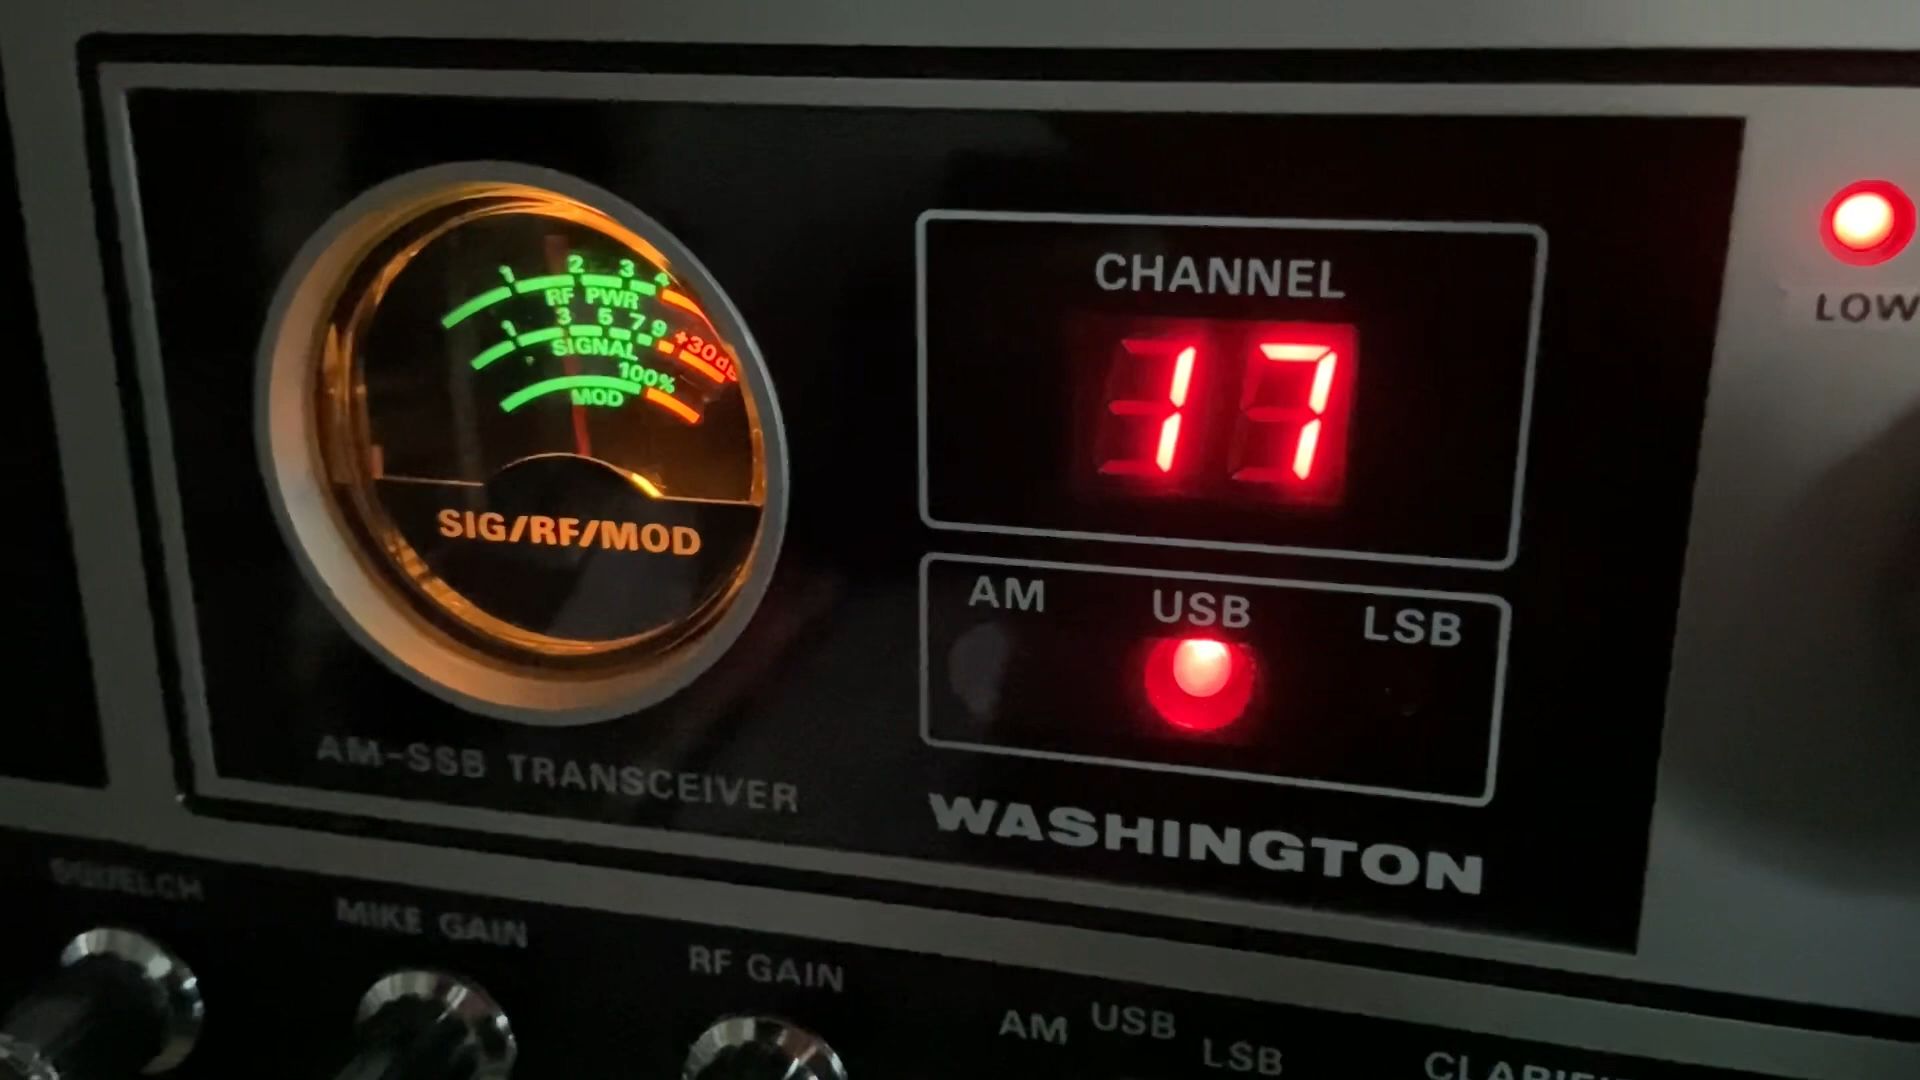 1 2 3 4
RF PWR
1 3 5 7 9 +30dB
SIGNAL
100%
MOD
SIG/RF/MOD
AM-SSB TRANSCEIVER
CHANNEL
17
AM USB LSB
WASHINGTON
LOW
SQUELCH
MIKE GAIN
RF GAIN
AM USB LSB